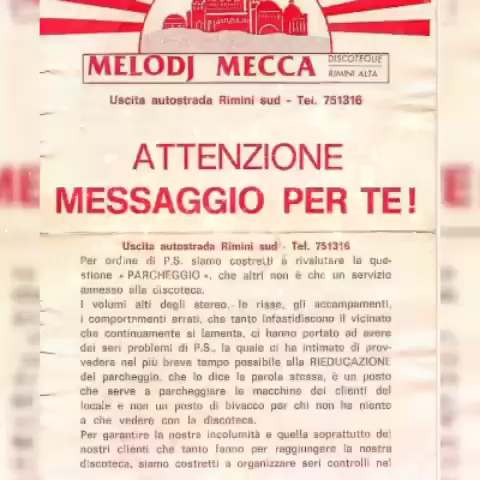 MELODJ MECCA
DISCOTEQUE
RIMINI ALTA
Uscita autostrada Rimini sud - Tel. 751316
ATTENZIONE
MESSAGGIO PER TE!
Uscita autostrada Rimini sud - Tel. 751316
Per ordine di P.S. siamo costretti a rivalutare la que-
stione « PARCHEGGIO », che altri non è che un servizio
annesso alla discoteca.
I volumi alti degli stereo, le risse, gli accampamenti,
i comportmenti errati, che tanto infastidiscono il vicinato
che continuamente si lamenta, ci hanno portato ad avere
dei seri problemi di P.S., la quale ci ha intimato di prov-
vedere nel più breve tempo possibile alla RIEDUCAZIONE
del parcheggio, che lo dice la parola stessa, è un posto
che serve a parcheggiare le macchine dei clienti del
locale e non un posto di bivacco per chi non ha niente
a che vedere con la discoteca.
Per garantire la nostra incolumità e quella soprattutto dei
nostri clienti che tanto fanno per raggiungere la nostra
discoteca, siamo costretti a organizzare seri controlli nel